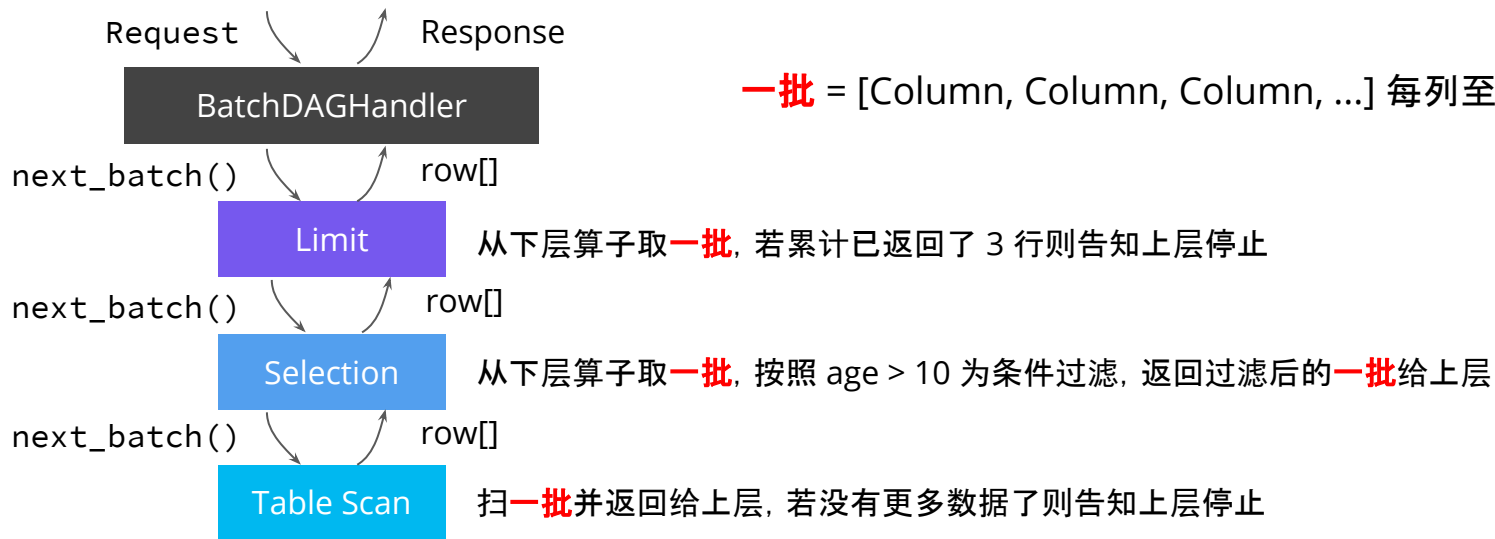 Request
Response
BatchDAGHandler
一批 = [Column, Column, Column, ...] 每列至
next_batch()
row[]
Limit
从下层算子取一批, 若累计已返回了 3 行则告知上层停止
next_batch()
row[]
Selection
从下层算子取一批, 按照 age > 10 为条件过滤, 返回过滤后的一批给上层
next_batch()
row[]
Table Scan
扫一批并返回给上层, 若没有更多数据了则告知上层停止